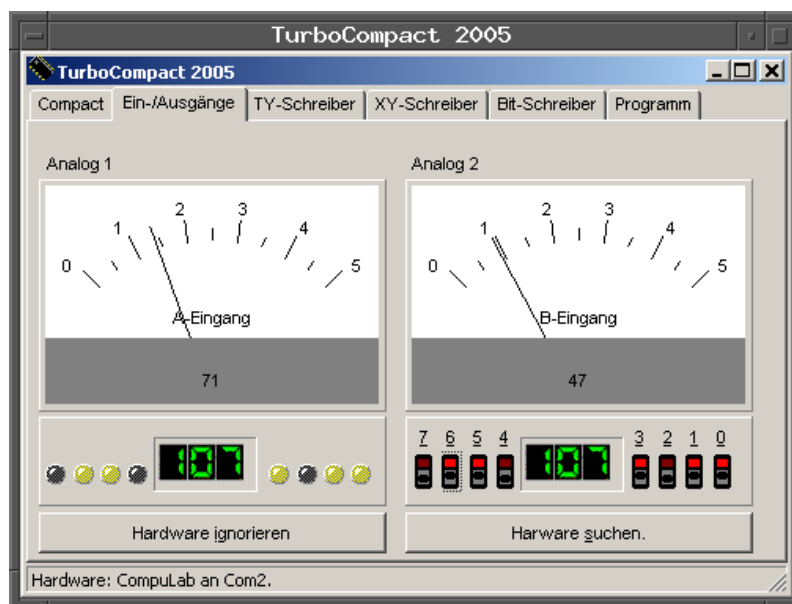 TurboCompact 2005
TurboCompact 2005
Compact Ein-/Ausgänge TY-Schreiber XY-Schreiber Bit-Schreiber Programm
Analog 1 Analog 2
0 1 2 3 4 5 0 1 2 3 4 5
A-Eingang B-Eingang
71 47
7 6 5 4 3 2 1 0
107 107
Hardware ignorieren Harware suchen.
Hardware: CompuLab an Com2.